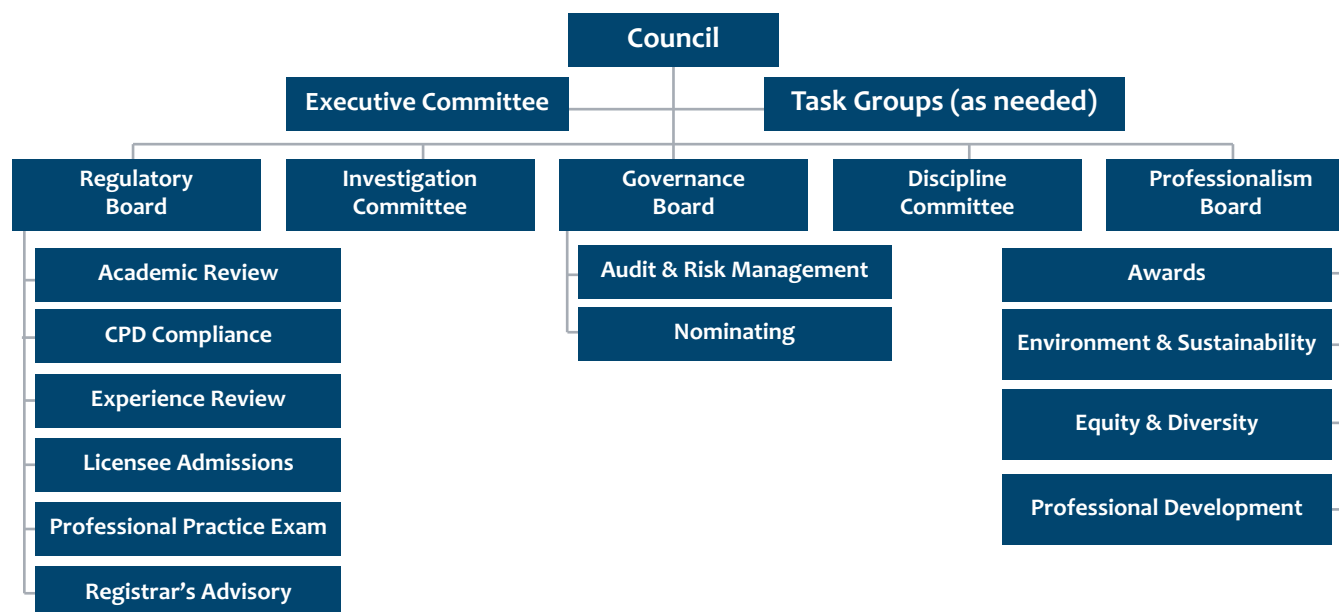 Council
Executive Committee
Task Groups (as needed)
Regulatory
Board
Investigation
Committee
Governance
Board
Discipline
Committee
Professionalism
Board
Academic Review
CPD Compliance
Experience Review
Licensee Admissions
Professional Practice Exam
Registrar’s Advisory
Audit & Risk Management
Nominating
Awards
Environment & Sustainability
Equity & Diversity
Professional Development